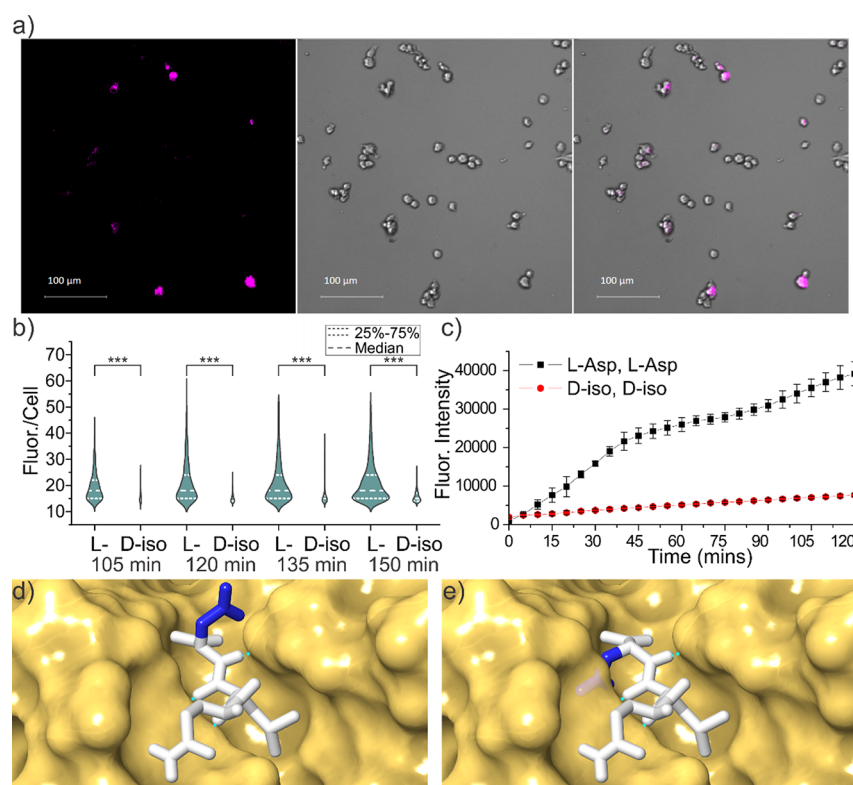 a)
100 µm
100 µm
100 µm
b)
25%-75%
Median
***
***
***
***
Fluor./Cell
70
60
50
40
30
20
10
L- D-iso
L- D-iso
L- D-iso
L- D-iso
105 min
120 min
135 min
150 min
c)
L-Asp, L-Asp
D-iso, D-iso
Fluor. Intensity
40000
30000
20000
10000
0
0 15 30 45 60 75 90 105 120
Time (mins)
d)
e)